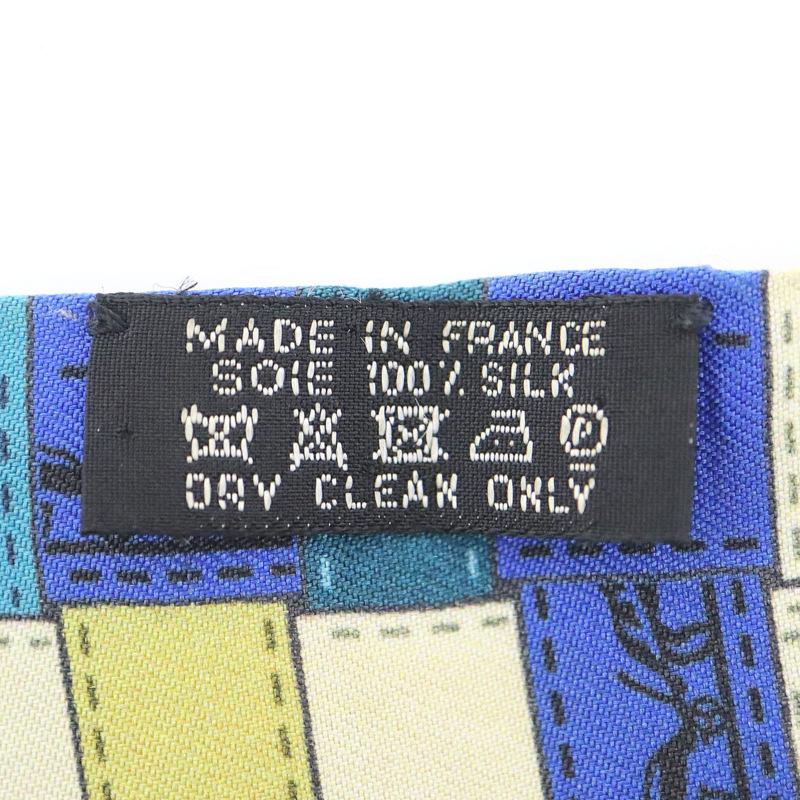 MADE IN FRANCE
SOIE 100% SILK
P
DRY CLEAN ONLY